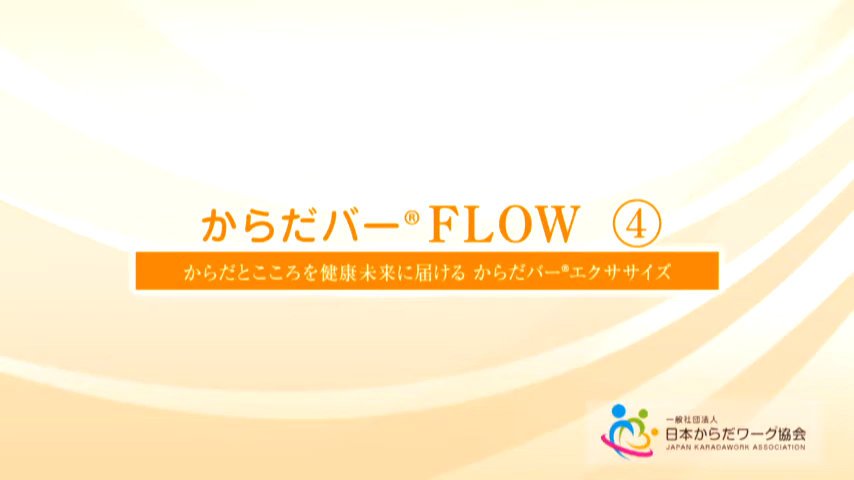 からだバー® FLOW ④
からだとこころを健康未来に届ける からだバー®エクササイズ
一般社団法人
日本からだワーグ協会
JAPAN KARADAWORK ASSOCIATION